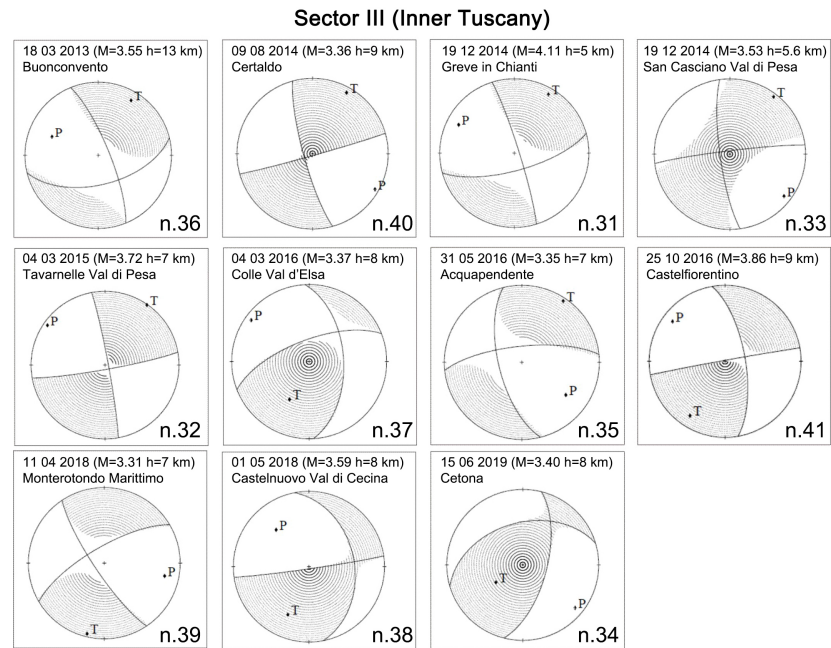 Sector III (Inner Tuscany)
18 03 2013 (M=3.55 h=13 km)
Buonconvento
T
P
n.36
09 08 2014 (M=3.36 h=9 km)
Certaldo
T
P
n.40
19 12 2014 (M=4.11 h=5 km)
Greve in Chianti
T
P
n.31
19 12 2014 (M=3.53 h=5.6 km)
San Casciano Val di Pesa
T
P
n.33
04 03 2015 (M=3.72 h=7 km)
Tavarnelle Val di Pesa
T
P
n.32
04 03 2016 (M=3.37 h=8 km)
Colle Val d'Elsa
P
T
n.37
31 05 2016 (M=3.35 h=7 km)
Acquapendente
T
P
n.35
25 10 2016 (M=3.86 h=9 km)
Castelfiorentino
P
T
n.41
11 04 2018 (M=3.31 h=7 km)
Monterotondo Marittimo
P
T
n.39
01 05 2018 (M=3.59 h=8 km)
Castelnuovo Val di Cecina
P
T
n.38
15 06 2019 (M=3.40 h=8 km)
Cetona
T
P
n.34